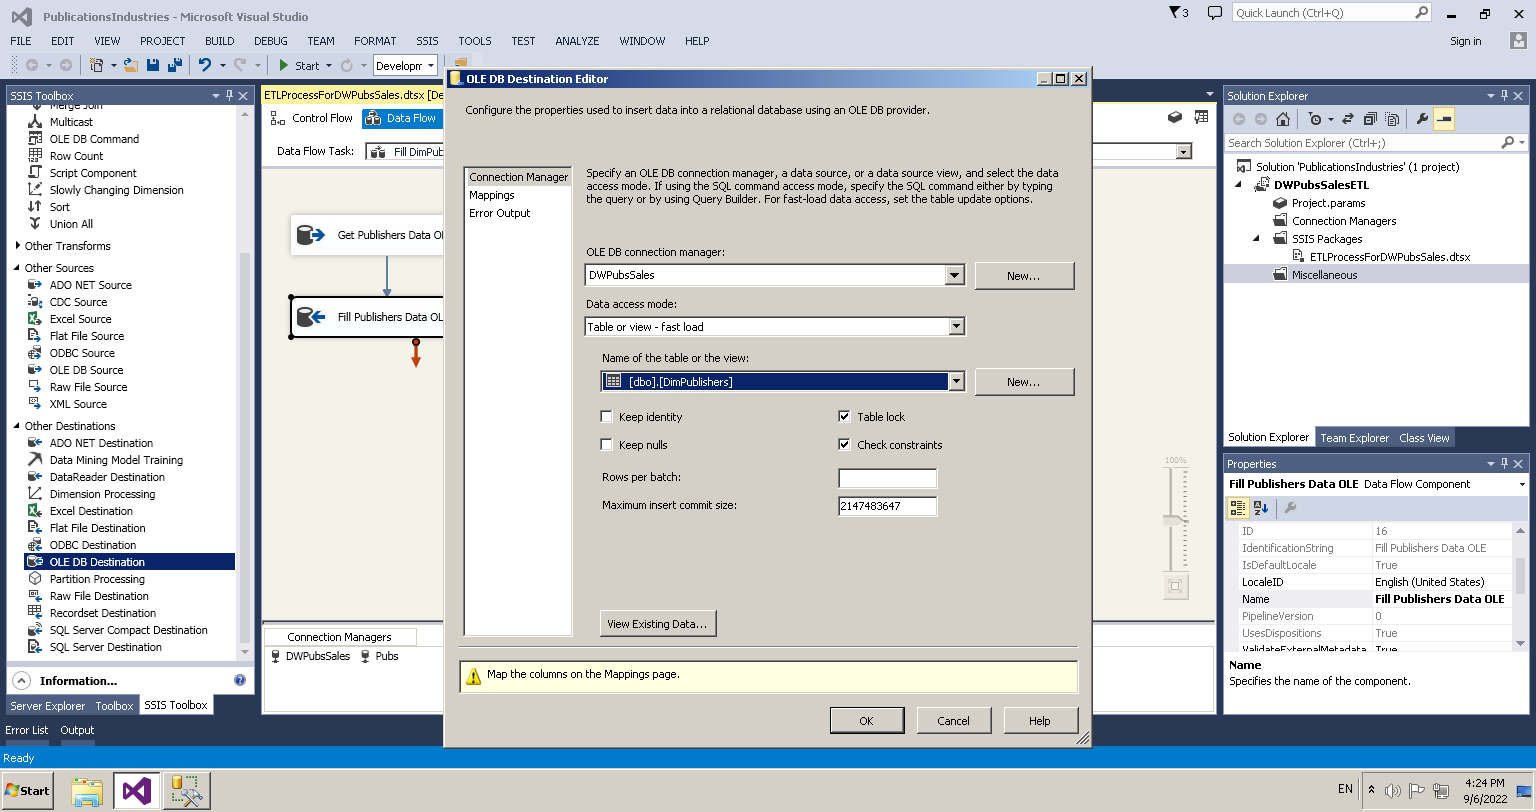 PublicationsIndustries - Microsoft Visual Studio
3
Quick Launch (Ctrl+Q)
FILE EDIT VIEW PROJECT BUILD DEBUG TEAM FORMAT SSIS TOOLS TEST ANALYZE WINDOW HELP
Sign in
Start
Developm
SSIS Toolbox
Merge Join
Multicast
OLE DB Command
Row Count
Script Component
Slowly Changing Dimension
Sort
Union All
Other Transforms
Other Sources
ADO NET Source
CDC Source
Excel Source
Flat File Source
ODBC Source
OLE DB Source
Raw File Source
XML Source
Other Destinations
ADO NET Destination
Data Mining Model Training
DataReader Destination
Dimension Processing
Excel Destination
Flat File Destination
ODBC Destination
OLE DB Destination
Partition Processing
Raw File Destination
Recordset Destination
SQL Server Compact Destination
SQL Server Destination
Information...
Server Explorer Toolbox SSIS Toolbox
Error List Output
Ready
ETLProcessForDWPubsSales.dtsx [De
Control Flow Data Flow
Data Flow Task: Fill DimPub
Get Publishers Data OL
Fill Publishers Data OLE
100%
Connection Managers
DWPubsSales Pubs
OLE DB Destination Editor
Configure the properties used to insert data into a relational database using an OLE DB provider.
Connection Manager
Mappings
Error Output
Specify an OLE DB connection manager, a data source, or a data source view, and select the data
access mode. If using the SQL command access mode, specify the SQL command either by typing
the query or by using Query Builder. For fast-load data access, set the table update options.
OLE DB connection manager:
DWPubsSales New...
Data access mode:
Table or view - fast load
Name of the table or the view:
[dbo].[DimPublishers] New...
Keep identity Table lock
Keep nulls Check constraints
Rows per batch:
Maximum insert commit size: 2147483647
View Existing Data...
Map the columns on the Mappings page.
OK Cancel Help
Solution Explorer
Search Solution Explorer (Ctrl+;)
Solution 'PublicationsIndustries' (1 project)
DWPubsSalesETL
Project.params
Connection Managers
SSIS Packages
ETLProcessForDWPubsSales.dtsx
Miscellaneous
Solution Explorer Team Explorer Class View
Properties
Fill Publishers Data OLE Data Flow Component
ID 16
IdentificationString Fill Publishers Data OLE
IsDefaultLocale True
LocaleID English (United States)
Name Fill Publishers Data OLE
PipelineVersion 0
UsesDispositions True
ValidateExternalMetadata True
Name
Specifies the name of the component.
Start
EN
4:24 PM
9/6/2022